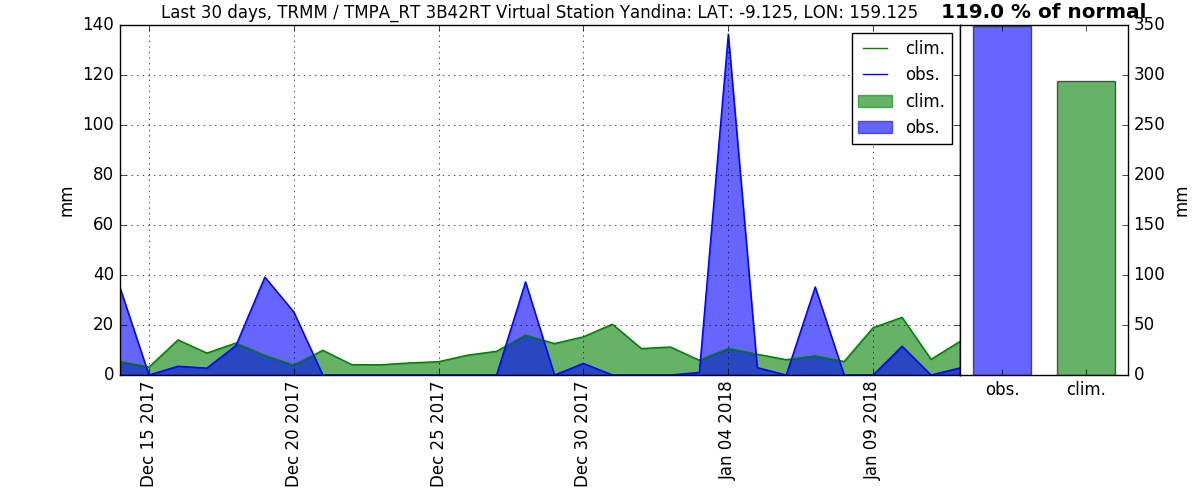 Last 30 days, TRMM / TMPA_RT 3B42RT Virtual Station Yandina: LAT: -9.125, LON: 159.125
119.0 % of normal
mm
140
120
100
80
60
40
20
0
clim.
obs.
clim.
obs.
350
300
250
200
150
100
50
0
mm
Dec 15 2017
Dec 20 2017
Dec 25 2017
Dec 30 2017
Jan 04 2018
Jan 09 2018
obs.
clim.